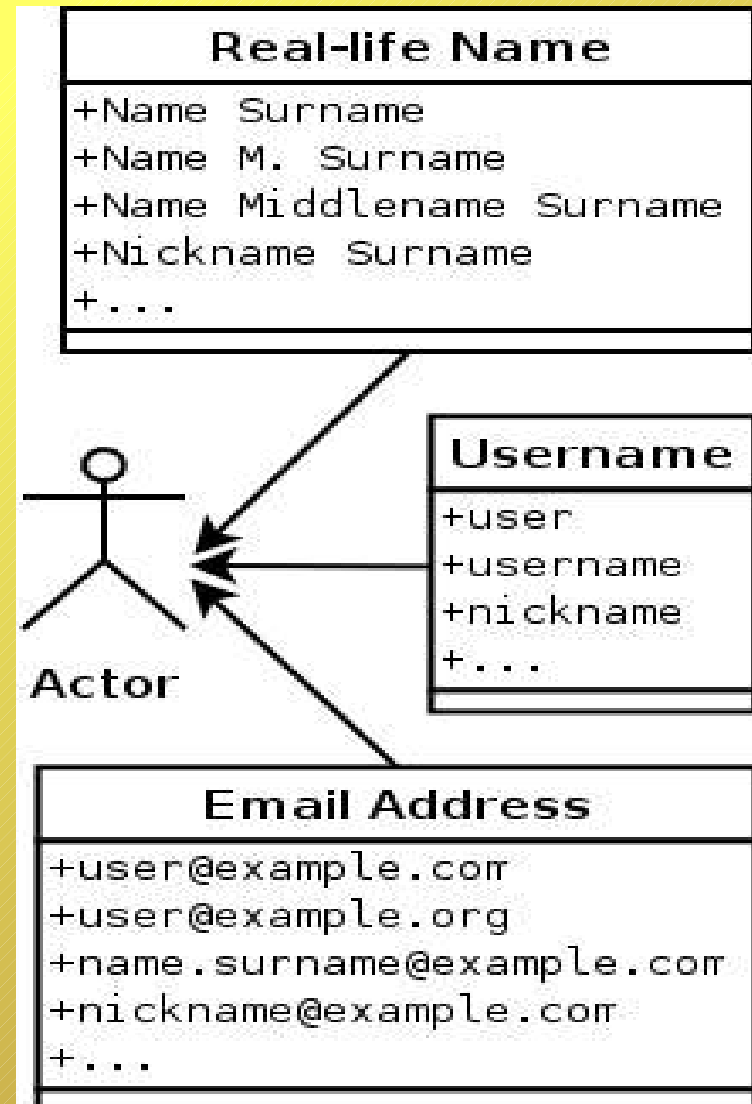 Real-life Name
+Name Surname
+Name M. Surname
+Name Middlename Surname
+Nickname Surname
+...
Username
+user
+username
+nickname
+...
Actor
Email Address
+user@example.com
+user@example.org
+name.surname@example.com
+nickname@example.com
+...